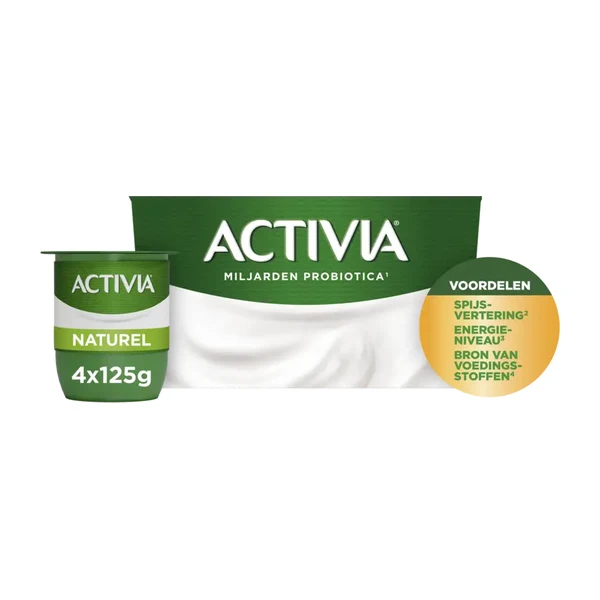 ACTIVIA®
MILJARDEN PROBIOTICA¹
ACTIVIA
NATUREL
4x125g
VOORDELEN
SPIJS-
VERTERING²
ENERGIE-
NIVEAU³
BRON VAN
VOEDINGS-
STOFFEN⁴